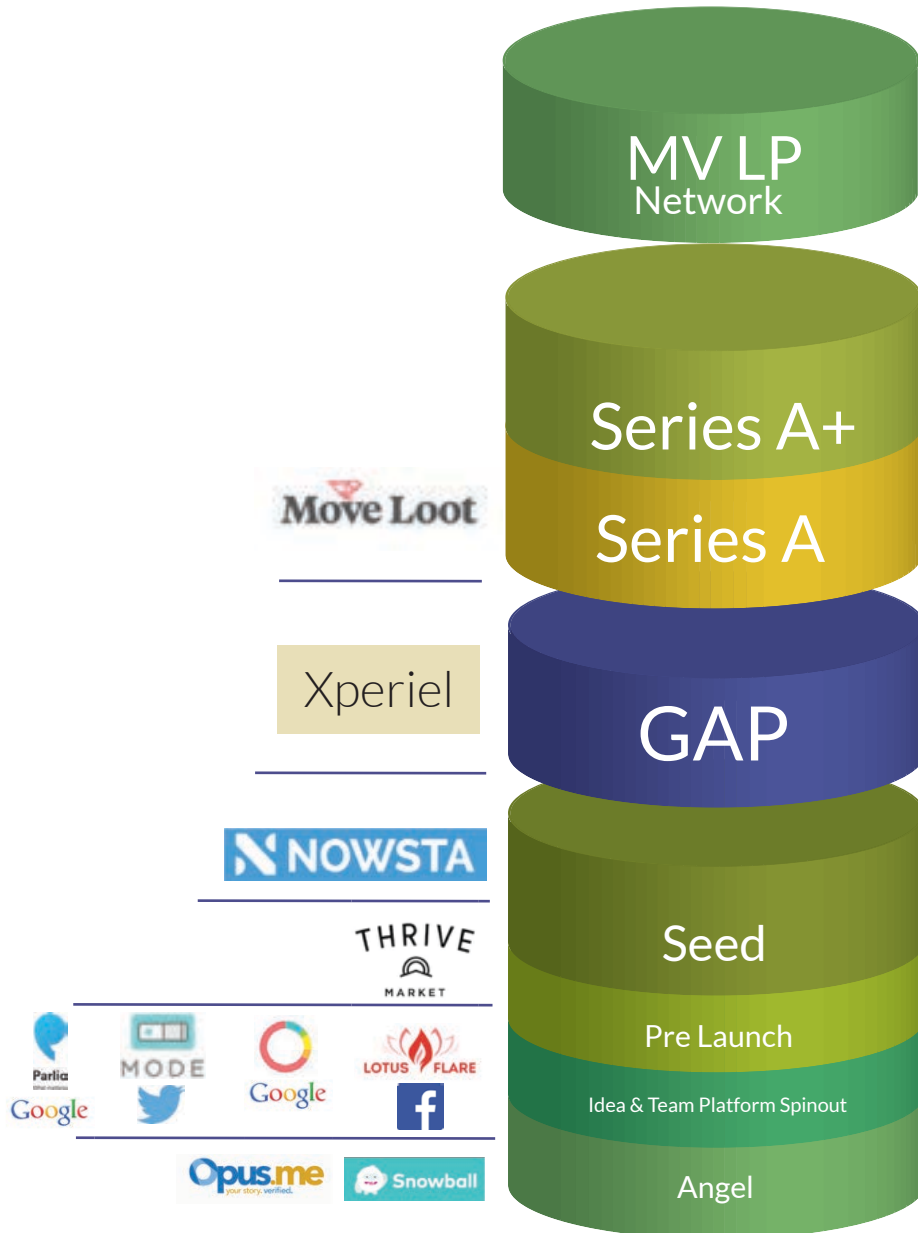 MV LP
Network
Series A+
Move Loot
Series A
Xperiel
GAP
NOWSTA
THRIVE
MARKET
Seed
Pre Launch
MODE
LOTUS FLARE
Parlia
Google
Google
Idea & Team Platform Spinout
Opus.me
your story. verified.
Snowball
Angel